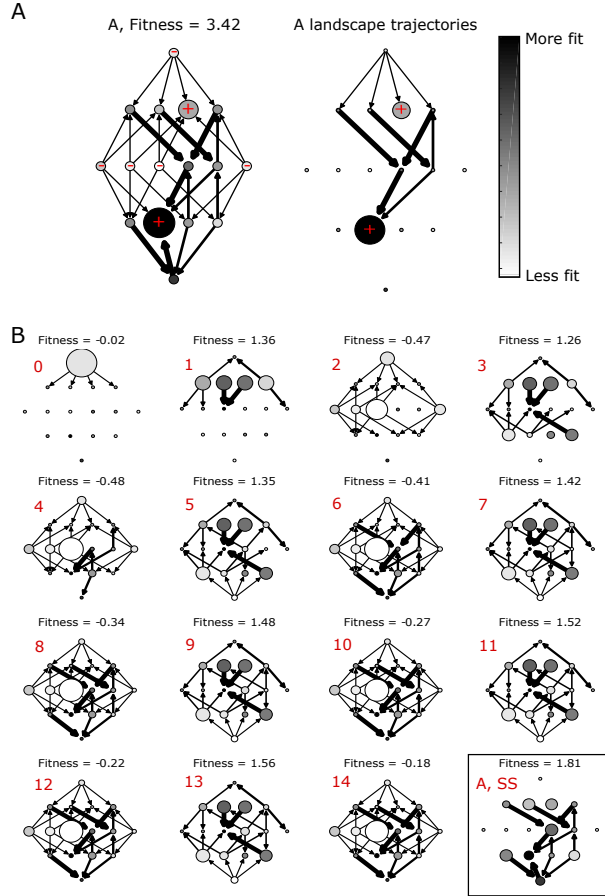 A
A, Fitness = 3.42
A landscape trajectories
More fit
Less fit
B
Fitness = -0.02
Fitness = 1.36
Fitness = -0.47
Fitness = 1.26
0
1
2
3
Fitness = -0.48
Fitness = 1.35
Fitness = -0.41
Fitness = 1.42
4
5
6
7
Fitness = -0.34
Fitness = 1.48
Fitness = -0.27
Fitness = 1.52
8
9
10
11
Fitness = -0.22
Fitness = 1.56
Fitness = -0.18
Fitness = 1.81
12
13
14
A, SS